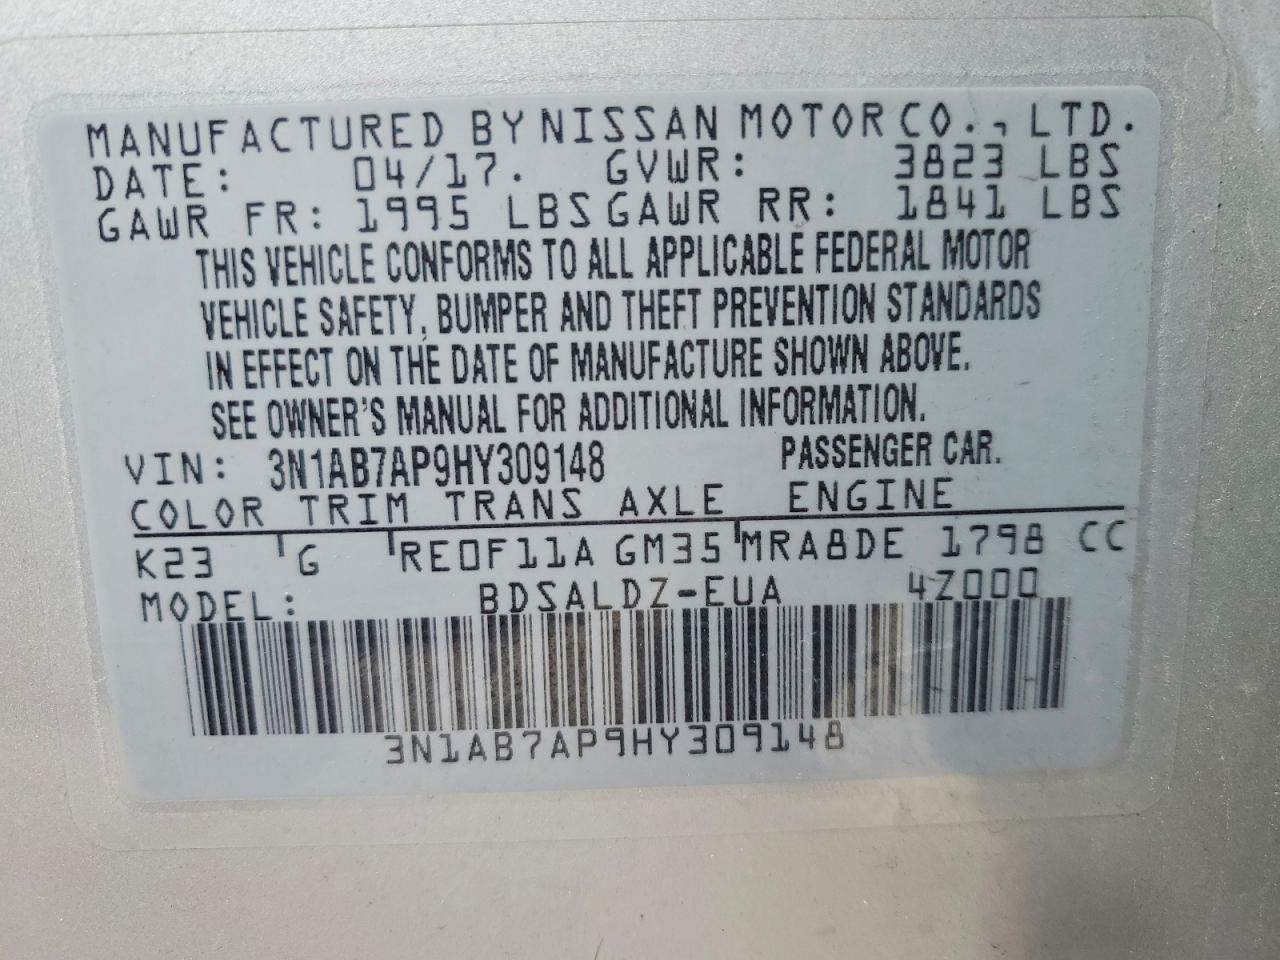 MANUFACTURED BY NISSAN MOTOR CO., LTD.
DATE: 04/17. GVWR: 3823 LBS
GAWR FR: 1995 LBS GAWR RR: 1841 LBS
THIS VEHICLE CONFORMS TO ALL APPLICABLE FEDERAL MOTOR
VEHICLE SAFETY, BUMPER AND THEFT PREVENTION STANDARDS
IN EFFECT ON THE DATE OF MANUFACTURE SHOWN ABOVE.
SEE OWNER'S MANUAL FOR ADDITIONAL INFORMATION.
VIN: 3N1AB7AP9HY309148 PASSENGER CAR.
COLOR TRIM TRANS AXLE ENGINE
K23 G RE0F11A GM35 MRA8DE 1798 CC
MODEL: BDSALDZ-EUA 4Z000
3N1AB7AP9HY309148